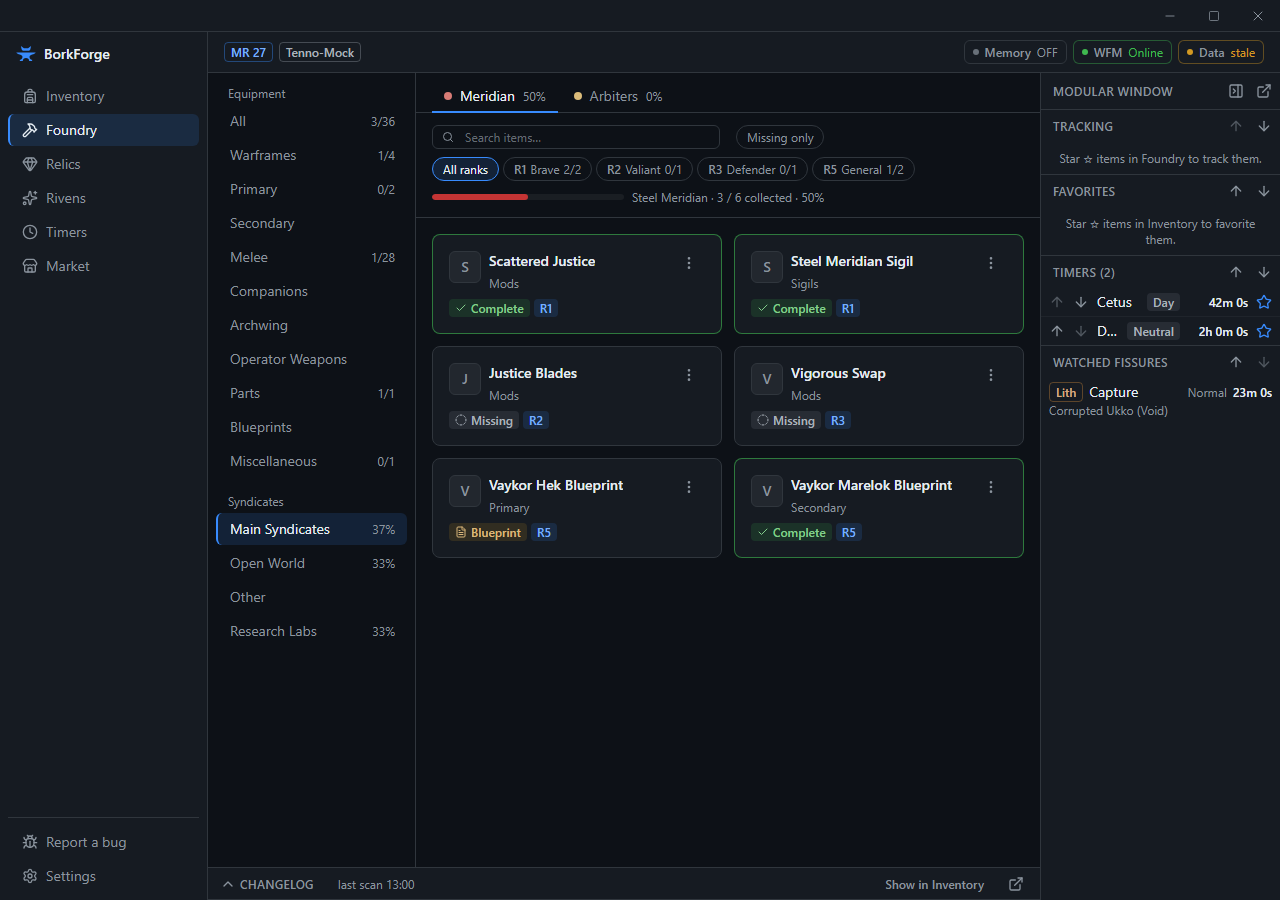 BorkForge
Inventory
Foundry
Relics
Rivens
Timers
Market
Report a bug
Settings
MR 27 Tenno-Mock
Memory OFF WFM Online Data stale
Equipment
All 3/36
Warframes 1/4
Primary 0/2
Secondary
Melee 1/28
Companions
Archwing
Operator Weapons
Parts 1/1
Blueprints
Miscellaneous 0/1
Syndicates
Main Syndicates 37%
Open World 33%
Other
Research Labs 33%
Meridian 50% Arbiters 0%
Search items... Missing only
All ranks R1 Brave 2/2 R2 Valiant 0/1 R3 Defender 0/1 R5 General 1/2
Steel Meridian · 3 / 6 collected · 50%
S Scattered Justice
Mods
Complete R1
S Steel Meridian Sigil
Sigils
Complete R1
J Justice Blades
Mods
Missing R2
V Vigorous Swap
Mods
Missing R3
V Vaykor Hek Blueprint
Primary
Blueprint R5
V Vaykor Marelok Blueprint
Secondary
Complete R5
CHANGELOG last scan 13:00 Show in Inventory
MODULAR WINDOW
TRACKING
Star ☆ items in Foundry to track them.
FAVORITES
Star ☆ items in Inventory to favorite
them.
TIMERS (2)
Cetus Day 42m 0s
D... Neutral 2h 0m 0s
WATCHED FISSURES
Lith Capture Normal 23m 0s
Corrupted Ukko (Void)